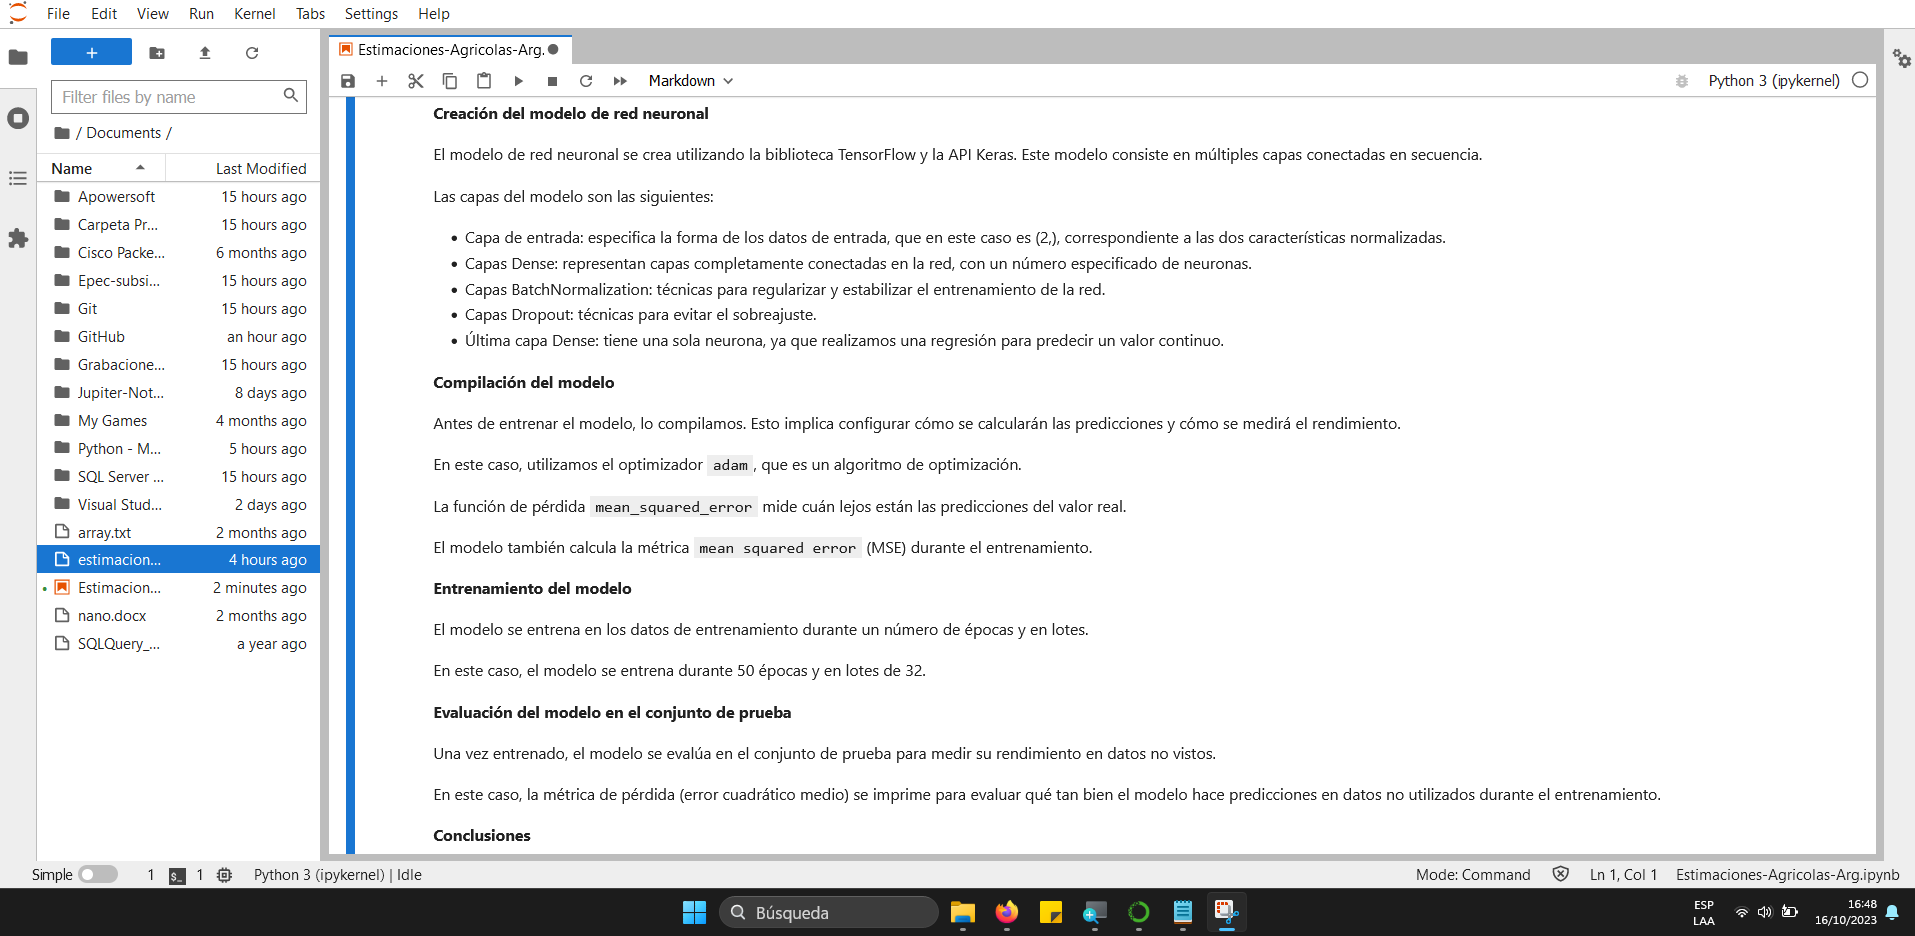 File Edit View Run Kernel Tabs Settings Help
Estimaciones-Agricolas-Arg.
Markdown
Python 3 (ipykernel)
Filter files by name
/ Documents /
Name Last Modified
Apowersoft 15 hours ago
Carpeta Pr... 15 hours ago
Cisco Packe... 6 months ago
Epec-subsi... 15 hours ago
Git 15 hours ago
GitHub an hour ago
Grabacione... 15 hours ago
Jupiter-Not... 8 days ago
My Games 4 months ago
Python - M... 5 hours ago
SQL Server ... 15 hours ago
Visual Stud... 2 days ago
array.txt 2 months ago
estimacion... 4 hours ago
Estimacion... 2 minutes ago
nano.docx 2 months ago
SQLQuery_... a year ago
Creación del modelo de red neuronal
El modelo de red neuronal se crea utilizando la biblioteca TensorFlow y la API Keras. Este modelo consiste en múltiples capas conectadas en secuencia.
Las capas del modelo son las siguientes:
• Capa de entrada: especifica la forma de los datos de entrada, que en este caso es (2,), correspondiente a las dos características normalizadas.
• Capas Dense: representan capas completamente conectadas en la red, con un número especificado de neuronas.
• Capas BatchNormalization: técnicas para regularizar y estabilizar el entrenamiento de la red.
• Capas Dropout: técnicas para evitar el sobreajuste.
• Última capa Dense: tiene una sola neurona, ya que realizamos una regresión para predecir un valor continuo.
Compilación del modelo
Antes de entrenar el modelo, lo compilamos. Esto implica configurar cómo se calcularán las predicciones y cómo se medirá el rendimiento.
En este caso, utilizamos el optimizador adam, que es un algoritmo de optimización.
La función de pérdida mean_squared_error mide cuán lejos están las predicciones del valor real.
El modelo también calcula la métrica mean squared error (MSE) durante el entrenamiento.
Entrenamiento del modelo
El modelo se entrena en los datos de entrenamiento durante un número de épocas y en lotes.
En este caso, el modelo se entrena durante 50 épocas y en lotes de 32.
Evaluación del modelo en el conjunto de prueba
Una vez entrenado, el modelo se evalúa en el conjunto de prueba para medir su rendimiento en datos no vistos.
En este caso, la métrica de pérdida (error cuadrático medio) se imprime para evaluar qué tan bien el modelo hace predicciones en datos no utilizados durante el entrenamiento.
Conclusiones
Simple 1 $_ 1 Python 3 (ipykernel) | Idle Mode: Command Ln 1, Col 1 Estimaciones-Agricolas-Arg.ipynb
Búsqueda
ESP
LAA
16:48
16/10/2023